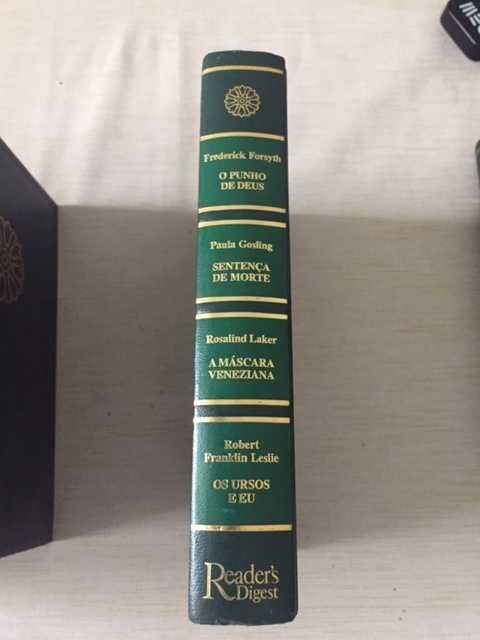 Frederick Forsyth
O PUNHO
DE DEUS
Paula Gosling
SENTENÇA
DE MORTE
Rosalind Laker
A MÁSCARA
VENEZIANA
Robert
Franklin Leslie
OS URSOS
E EU
Reader's
Digest